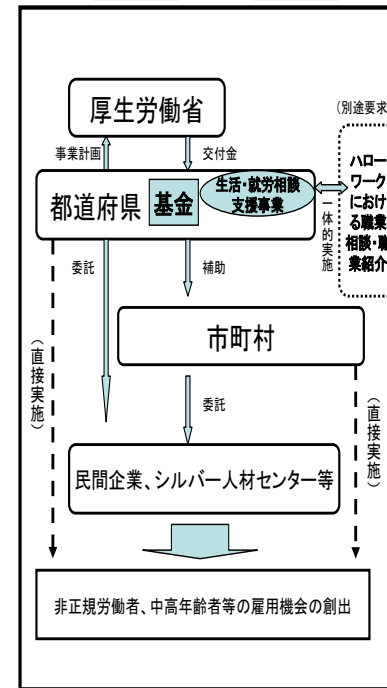 厚生労働省
(別途要求)
事業計画
交付金
都道府県
基金
生活・就労相談
支援事業
一体的実施
ハロー
ワーク
におけ
る職業
相談・職
業紹介
委託
補助
市町村
(直接実施)
委託
(直接実施)
民間企業、シルバー人材センター等
非正規労働者、中高年齢者等の雇用機会の創出